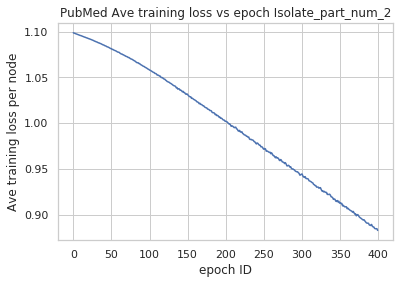 PubMed Ave training loss vs epoch Isolate_part_num_2
Ave training loss per node
1.10
1.05
1.00
0.95
0.90
0 50 100 150 200 250 300 350 400
epoch ID